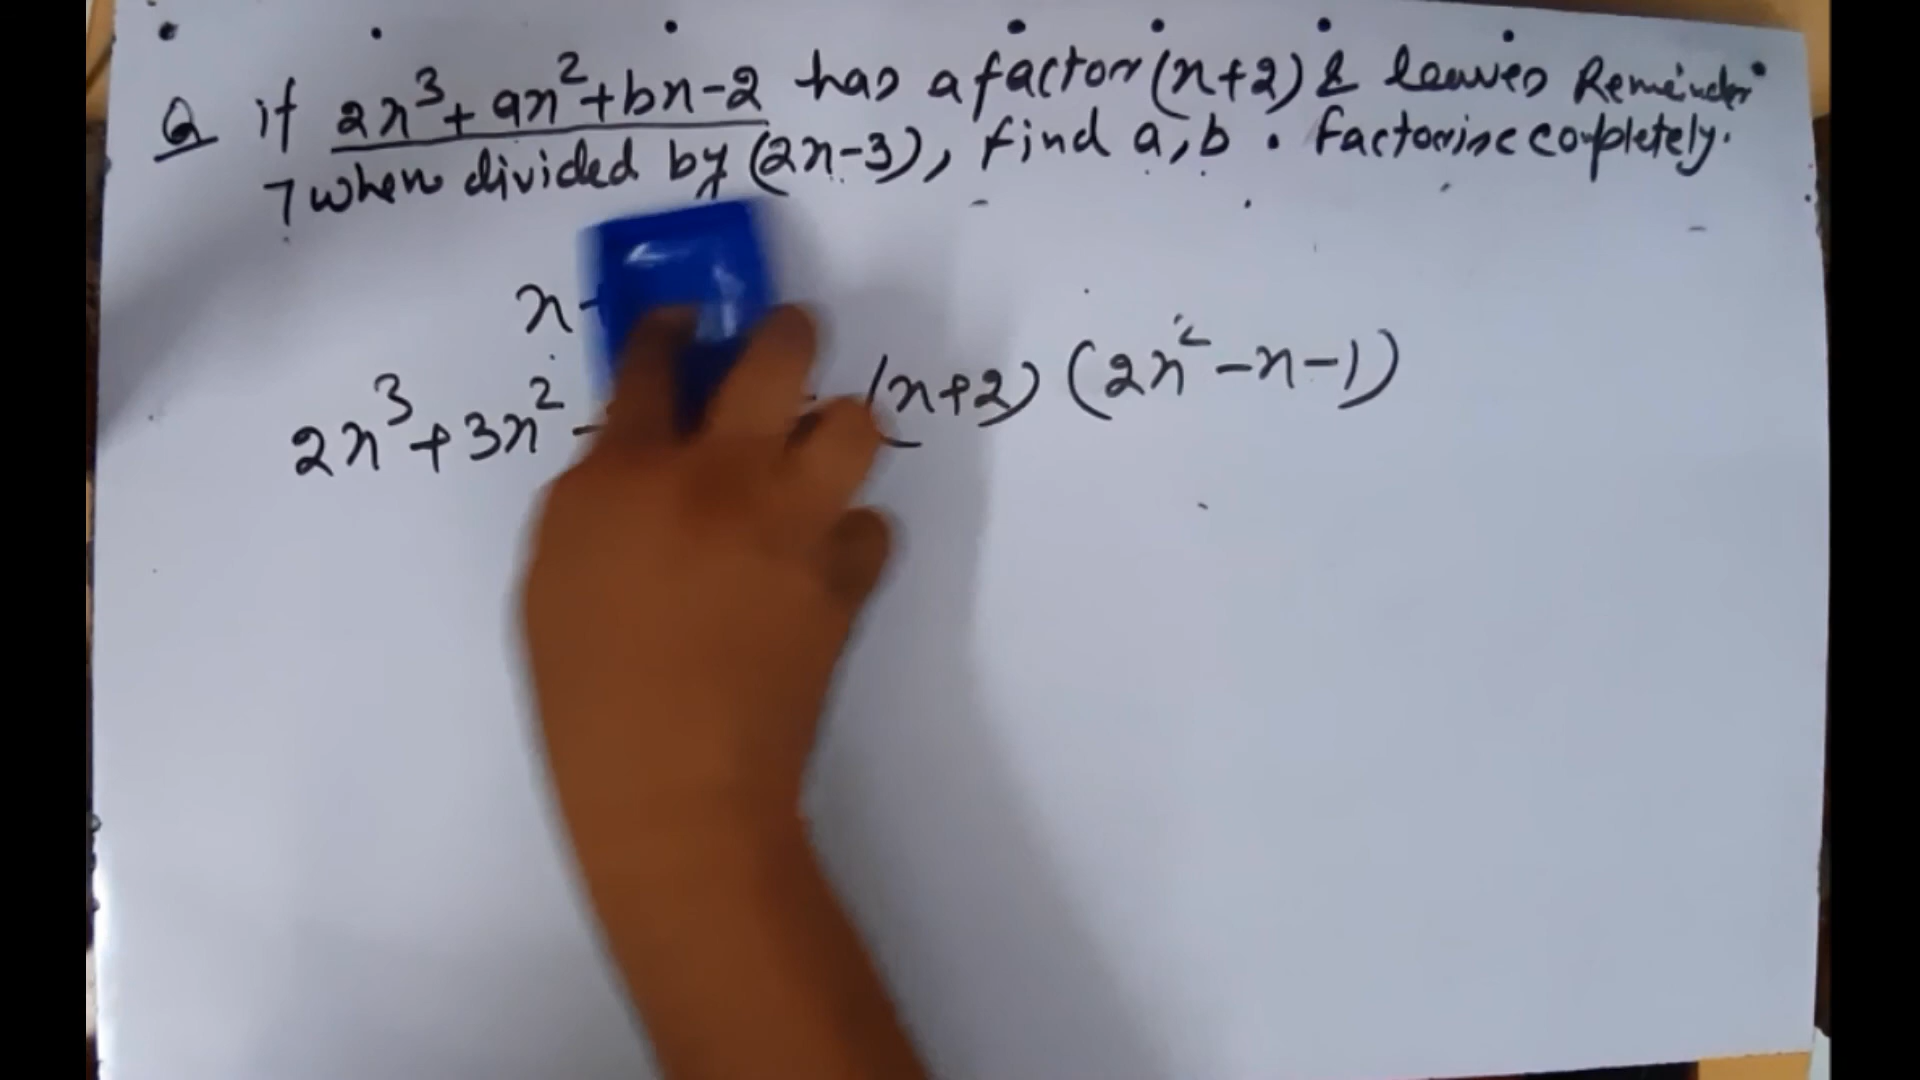 Q if 2x³+ax²+bx-2 has a factor (x+2) & leaves Remeinder
7 when divided by (2x-3), find a, b . factorise completely.
x-
2x³+3x²- (x+2) (2x²-x-1)